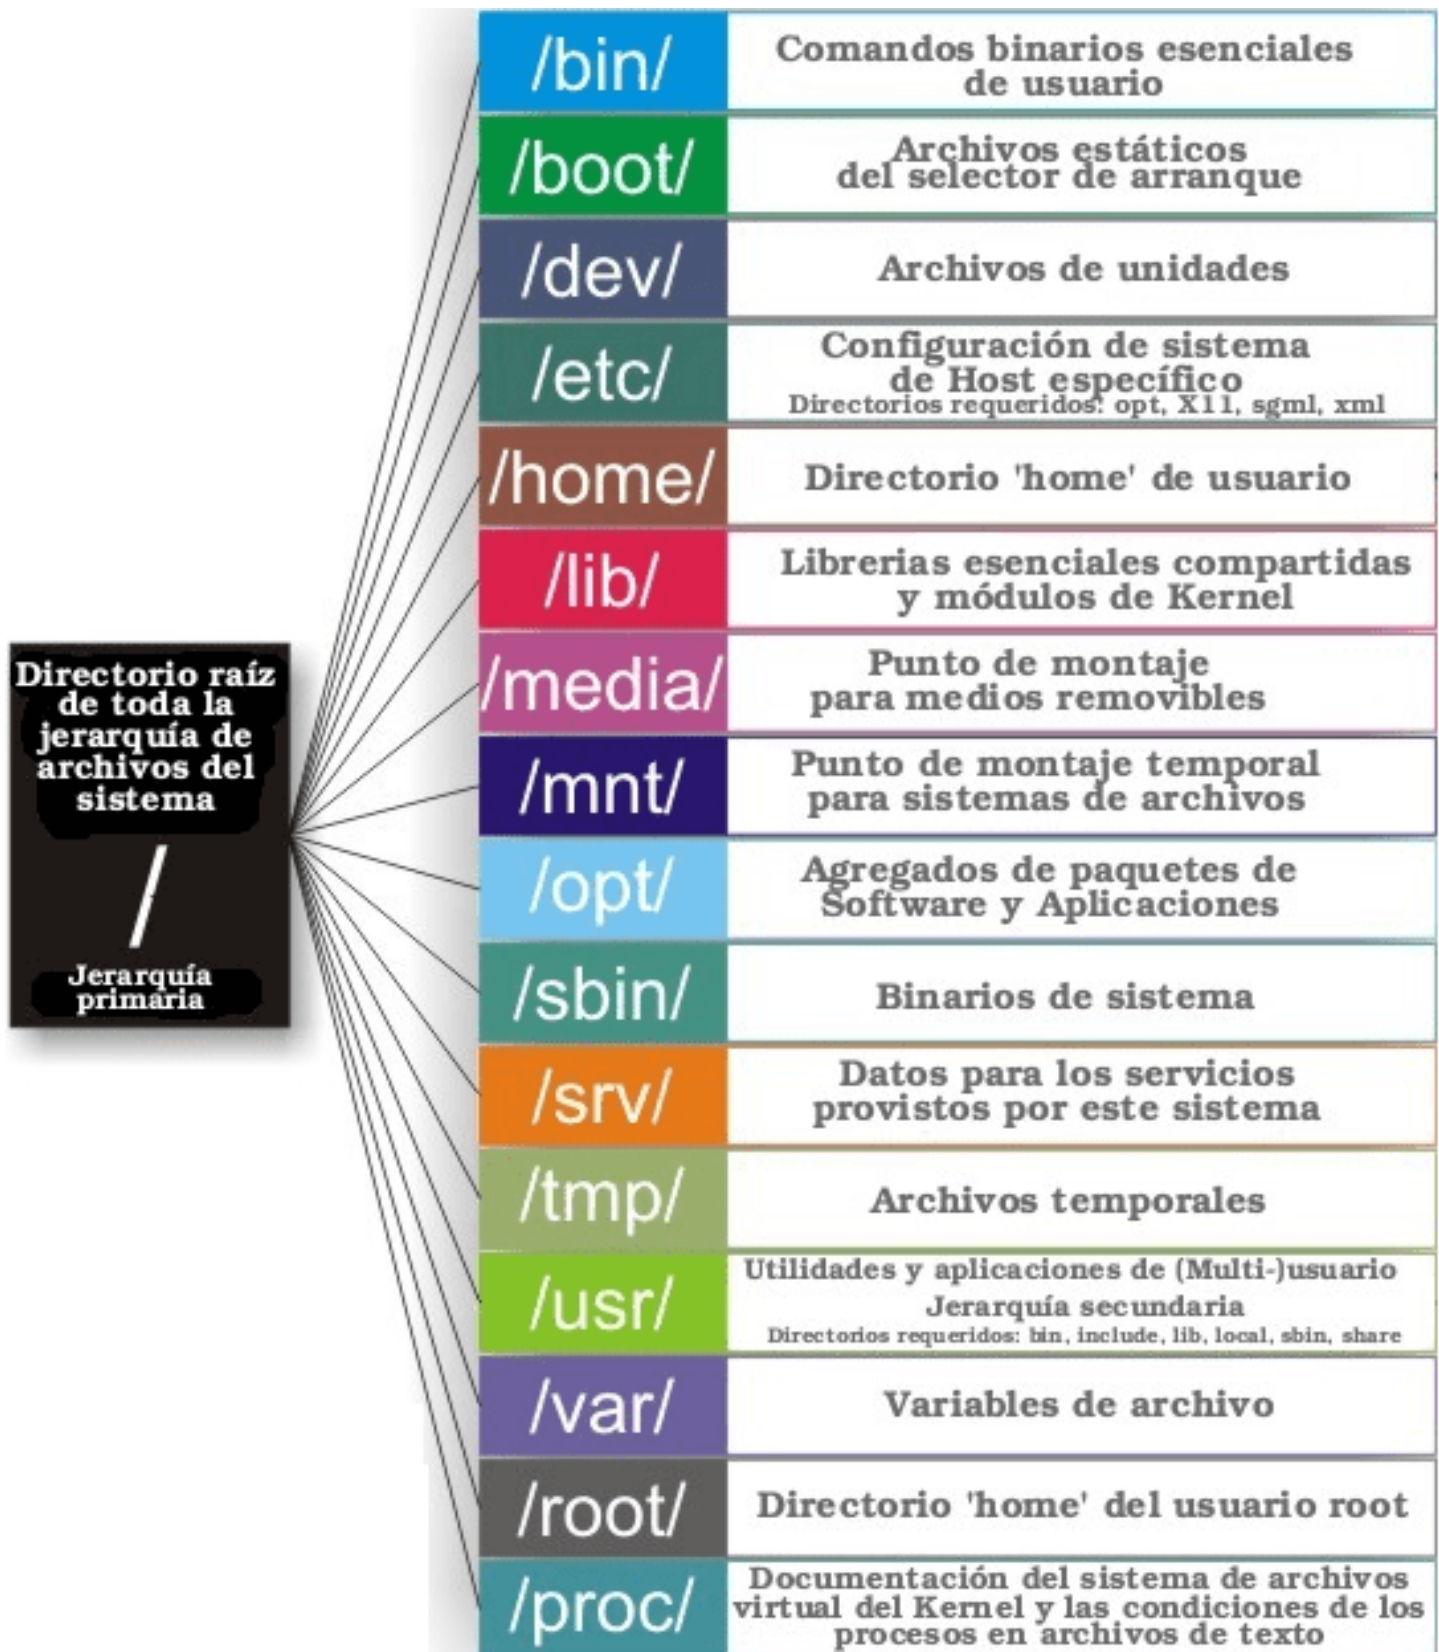 Directorio raíz
de toda la
jerarquía de
archivos del
sistema
/
Jerarquía
primaria
/bin/
Comandos binarios esenciales
de usuario
/boot/
Archivos estáticos
del selector de arranque
/dev/
Archivos de unidades
/etc/
Configuración de sistema
de Host específico
Directorios requeridos: opt, X11, sgml, xml
/home/
Directorio 'home' de usuario
/lib/
Librerias esenciales compartidas
y módulos de Kernel
/media/
Punto de montaje
para medios removibles
/mnt/
Punto de montaje temporal
para sistemas de archivos
/opt/
Agregados de paquetes de
Software y Aplicaciones
/sbin/
Binarios de sistema
/srv/
Datos para los servicios
provistos por este sistema
/tmp/
Archivos temporales
/usr/
Utilidades y aplicaciones de (Multi-)usuario
Jerarquía secundaria
Directorios requeridos: bin, include, lib, local, sbin, share
/var/
Variables de archivo
/root/
Directorio 'home' del usuario root
/proc/
Documentación del sistema de archivos
virtual del Kernel y las condiciones de los
procesos en archivos de texto